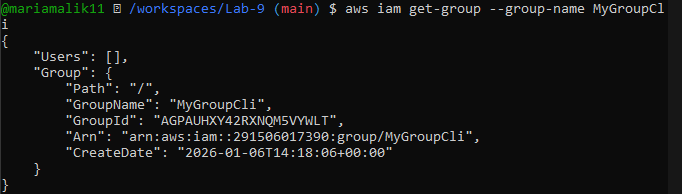 @mariamalik11 /workspaces/Lab-9 (main) $ aws iam get-group --group-name MyGroupCl
i
{
    "Users": [],
    "Group": {
        "Path": "/",
        "GroupName": "MyGroupCli",
        "GroupId": "AGPAUHXY42RXNQM5VYWLT",
        "Arn": "arn:aws:iam::291506017390:group/MyGroupCli",
        "CreateDate": "2026-01-06T14:18:06+00:00"
    }
}